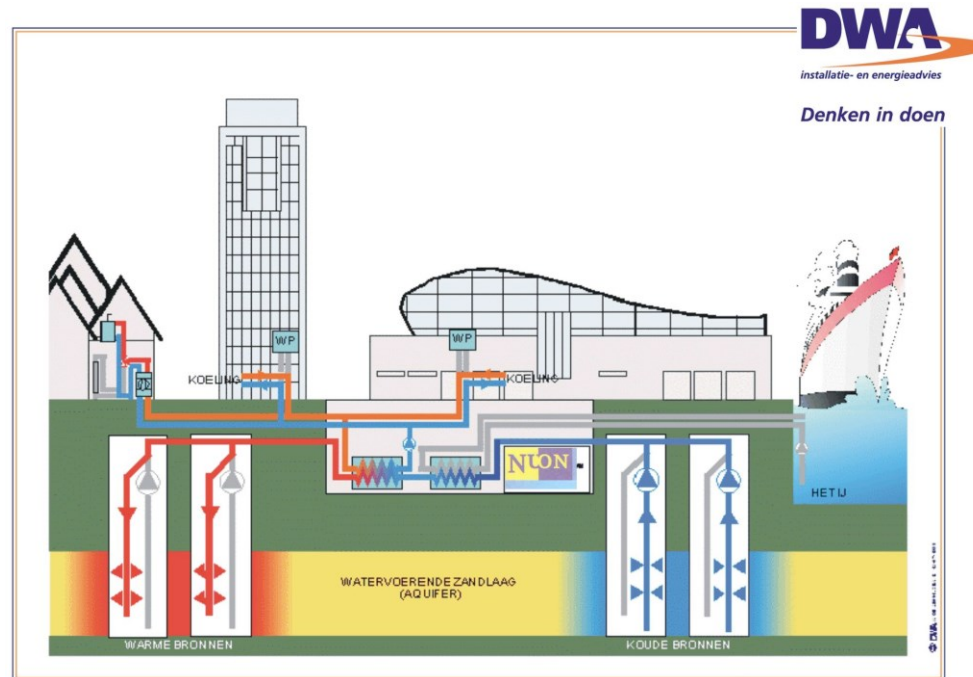 DWA
installatie- en energieadvies
Denken in doen
WP
WP
KOELING
KOELING
NUON
HET IJ
WATERVOERENDE ZANDLAAG
(AQUIFER)
WARME BRONNEN
KOUDE BRONNEN
DWA